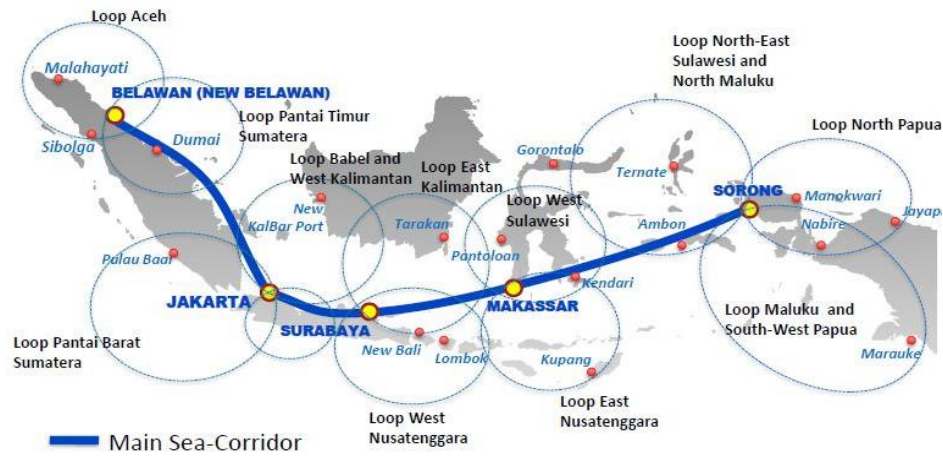 Loop Aceh
Malahayati
BELAWAN (NEW BELAWAN)
Sibolga
Dumai
Loop Pantai Timur
Sumatera
Loop Babel and
West Kalimantan
New
KalBar Port
Loop East
Kalimantan
Tarakan
Gorontalo
Loop West
Sulawesi
Pantoloan
Loop North-East
Sulawesi and
North Maluku
Ternate
Loop North Papua
SORONG
Manokwari
Ambon
Nabire
Jayap
Pulau Baai
JAKARTA
SURABAYA
MAKASSAR
Kendari
Loop Maluku and
South-West Papua
Marauke
Loop Pantai Barat
Sumatera
New Bali
Lombok
Kupang
Loop West
Nusatenggara
Loop East
Nusatenggara
Main Sea-Corridor